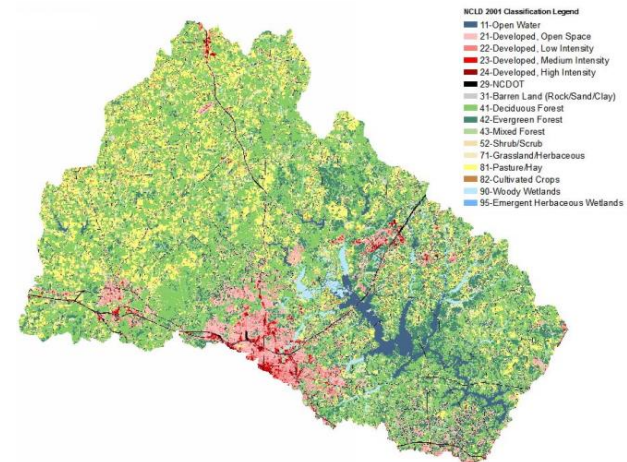 NCLD 2001 Classification Legend
11-Open Water
21-Developed, Open Space
22-Developed, Low Intensity
23-Developed, Medium Intensity
24-Developed, High Intensity
29-NCDOT
31-Barren Land (Rock/Sand/Clay)
41-Deciduous Forest
42-Evergreen Forest
43-Mixed Forest
52-Shrub/Scrub
71-Grassland/Herbaceous
81-Pasture/Hay
82-Cultivated Crops
90-Woody Wetlands
95-Emergent Herbaceous Wetlands